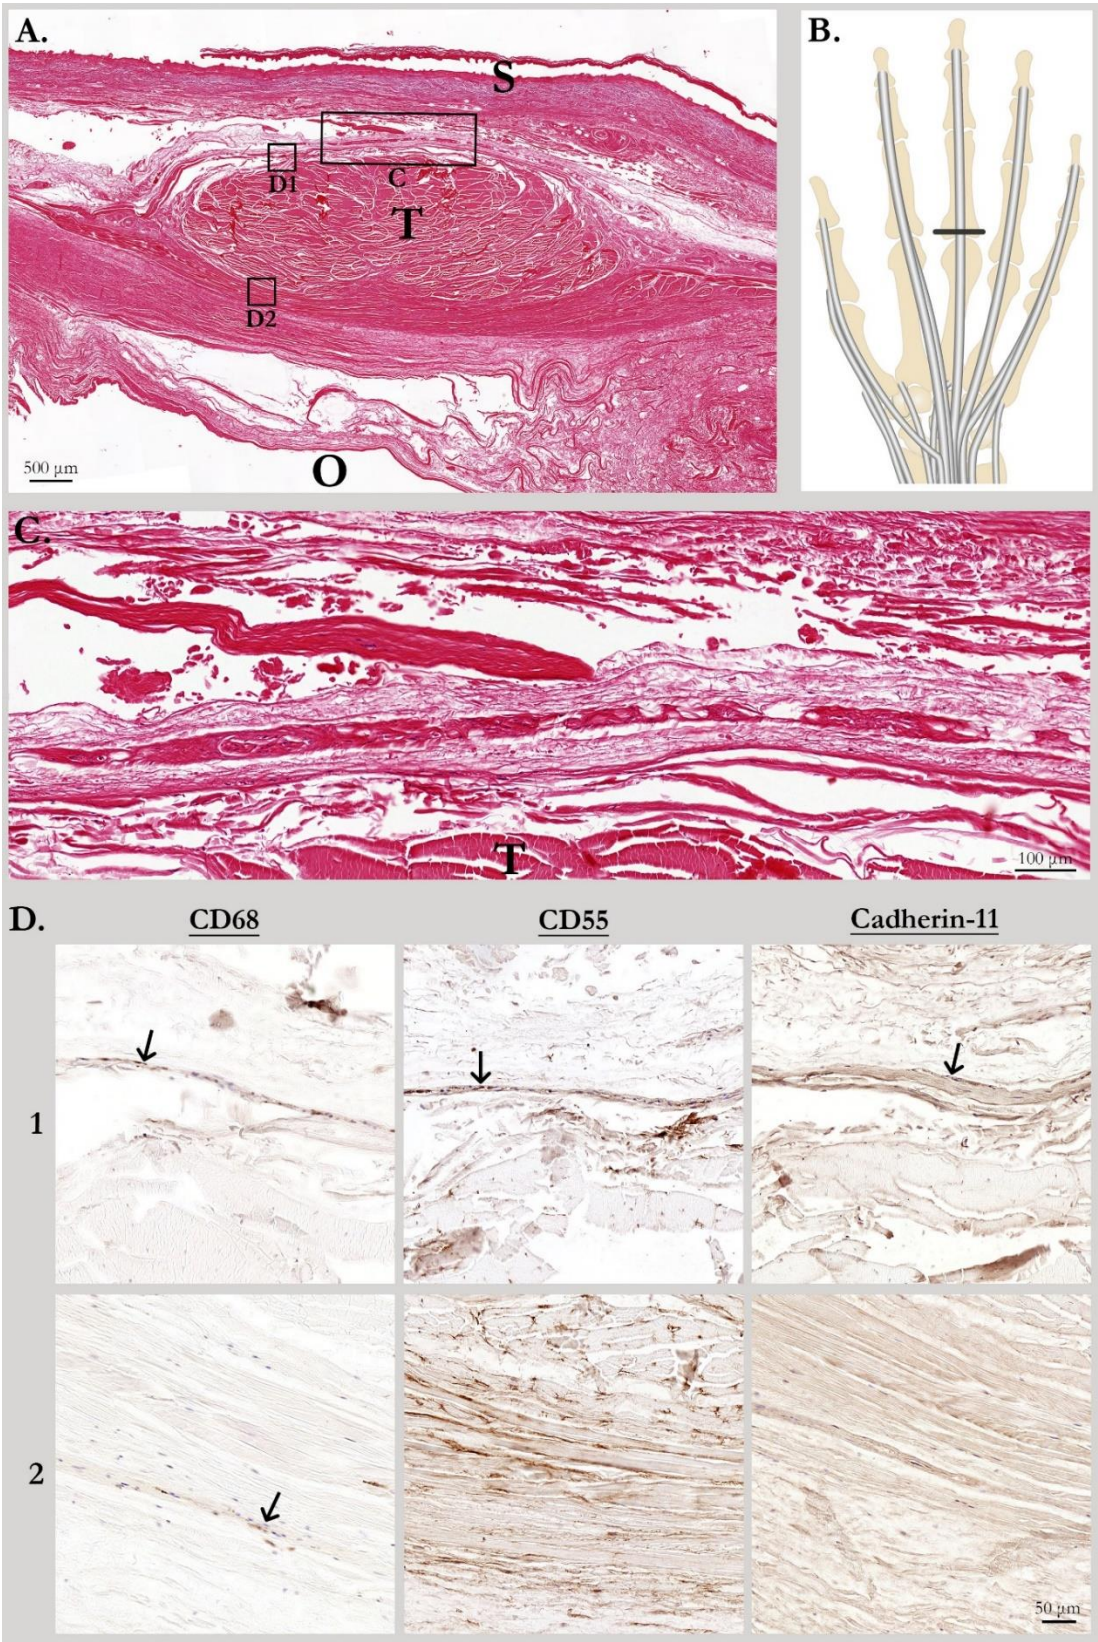 A.
S
D1
C
T
D2
500 µm
O
B.
C.
T
100 µm
D.
CD68 CD55 Cadherin-11
1
2
50 µm